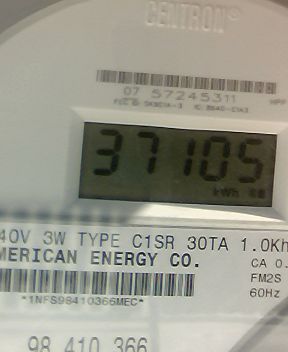 CENTRON®
07 57245311
37105
kWh
40V 3W TYPE C1SR 30TA 1.0Kh
MERICAN ENERGY CO.
CA 0.
FM2S
60Hz
*1NFS98410366MEC*
98 410 366